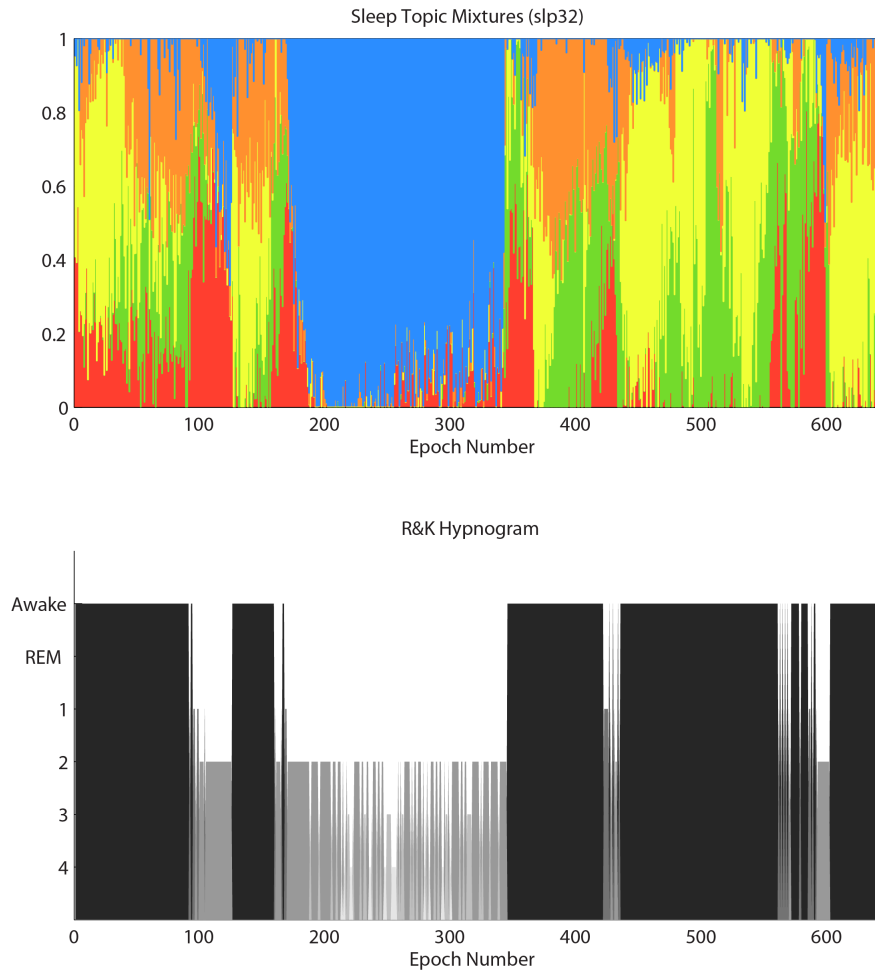 Sleep Topic Mixtures (slp32)
1
0.8
0.6
0.4
0.2
0
0 100 200 300 400 500 600
Epoch Number
R&K Hypnogram
Awake
REM
1
2
3
4
0 100 200 300 400 500 600
Epoch Number